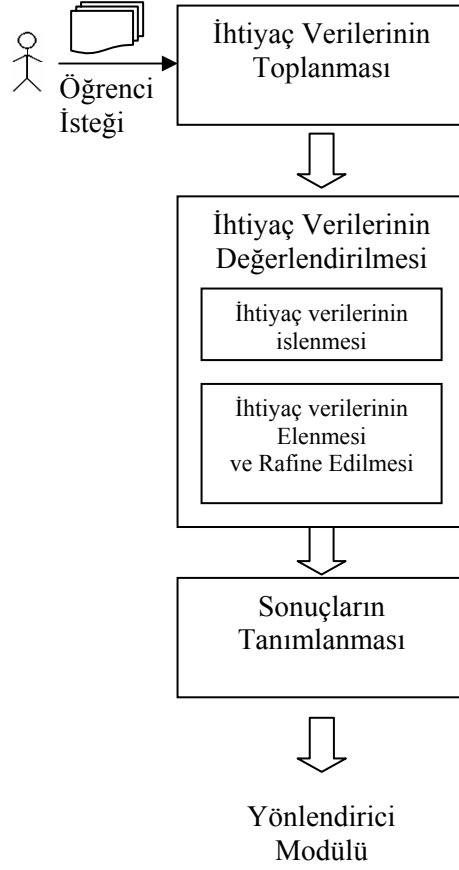 İhtiyaç Verilerinin
Toplanması
Öğrenci
İsteği
İhtiyaç Verilerinin
Değerlendirilmesi
İhtiyaç verilerinin
islenmesi
İhtiyaç verilerinin
Elenmesi
ve Rafine Edilmesi
Sonuçların
Tanımlanması
Yönlendirici
Modülü